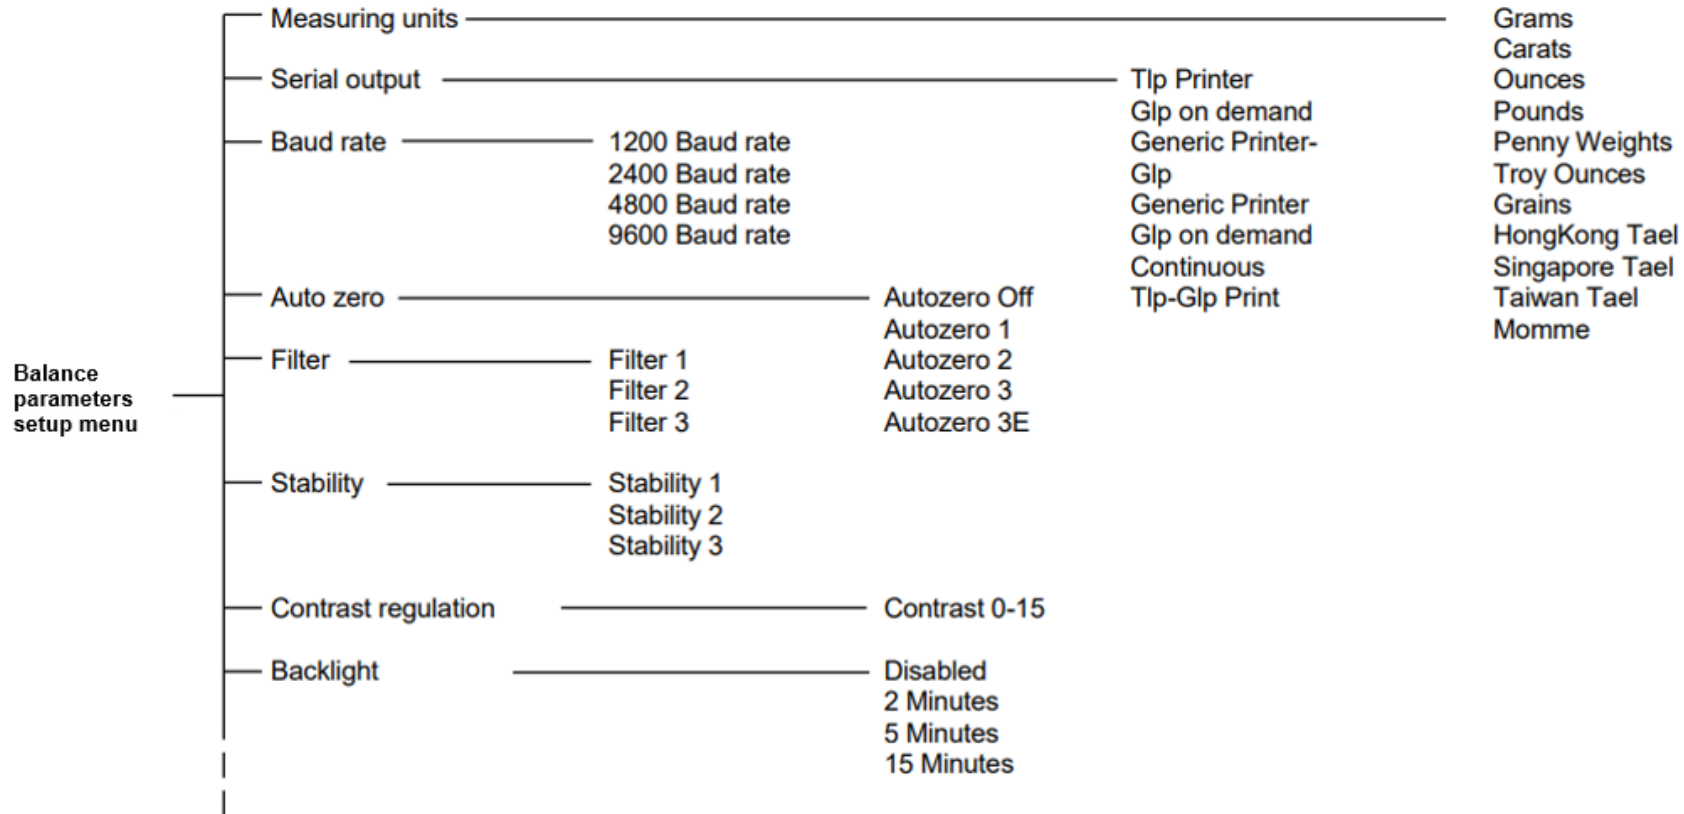 Measuring units
Grams
Carats
Ounces
Pounds
Penny Weights
Troy Ounces
Grains
HongKong Tael
Singapore Tael
Taiwan Tael
Momme
Serial output
Tlp Printer
Glp on demand
Generic Printer-
Glp
Generic Printer
Glp on demand
Continuous
Tlp-Glp Print
Baud rate
1200 Baud rate
2400 Baud rate
4800 Baud rate
9600 Baud rate
Auto zero
Autozero Off
Autozero 1
Autozero 2
Autozero 3
Autozero 3E
Filter
Filter 1
Filter 2
Filter 3
Balance
parameters
setup menu
Stability
Stability 1
Stability 2
Stability 3
Contrast regulation
Contrast 0-15
Backlight
Disabled
2 Minutes
5 Minutes
15 Minutes